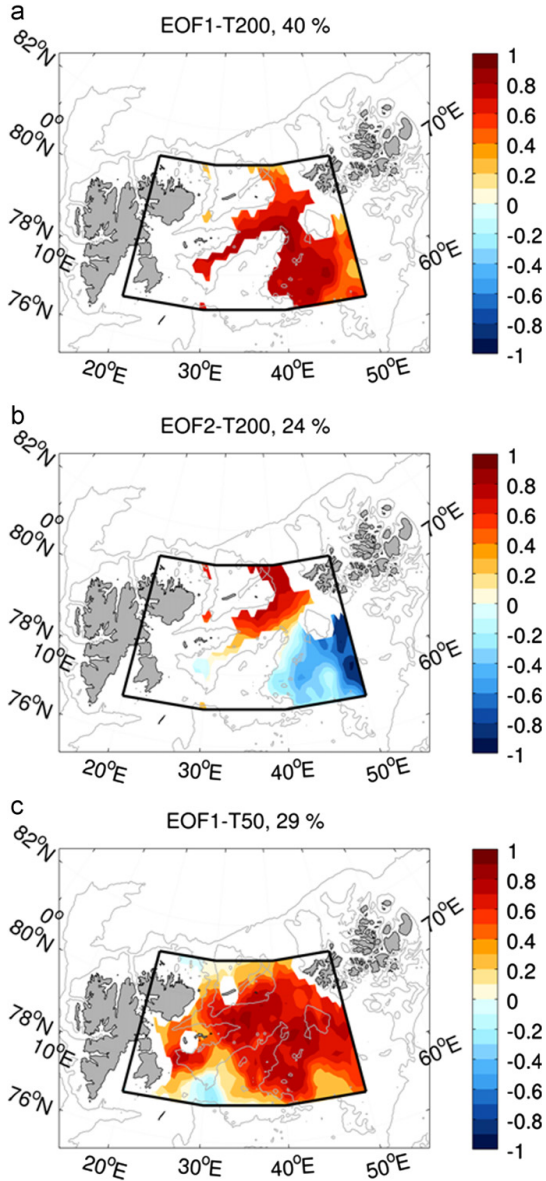 a
EOF1-T200, 40 %
82°N
0°
80°N
78°N
10°E
76°N
20°E
30°E
40°E
50°E
60°E
70°E
1
0.8
0.6
0.4
0.2
0
-0.2
-0.4
-0.6
-0.8
-1
b
EOF2-T200, 24 %
82°N
0°
80°N
78°N
10°E
76°N
20°E
30°E
40°E
50°E
60°E
70°E
1
0.8
0.6
0.4
0.2
0
-0.2
-0.4
-0.6
-0.8
-1
c
EOF1-T50, 29 %
82°N
0°
80°N
78°N
10°E
76°N
20°E
30°E
40°E
50°E
60°E
70°E
1
0.8
0.6
0.4
0.2
0
-0.2
-0.4
-0.6
-0.8
-1